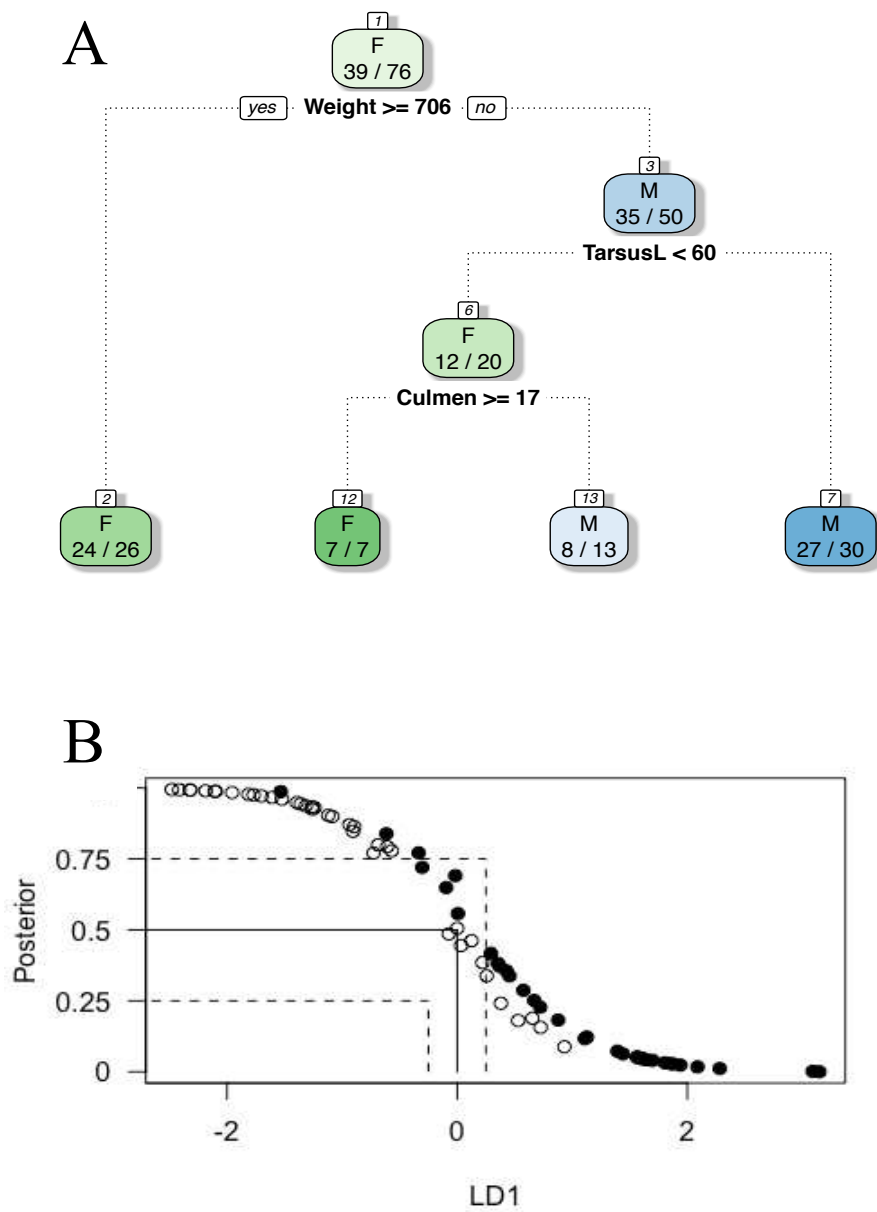 A
1
F
39 / 76
yes Weight >= 706 no
3
M
35 / 50
TarsusL < 60
6
F
12 / 20
Culmen >= 17
2 12 13 7
F F M M
24 / 26 7 / 7 8 / 13 27 / 30
B
0.75
0.5
0.25
0
Posterior
-2 0 2
LD1